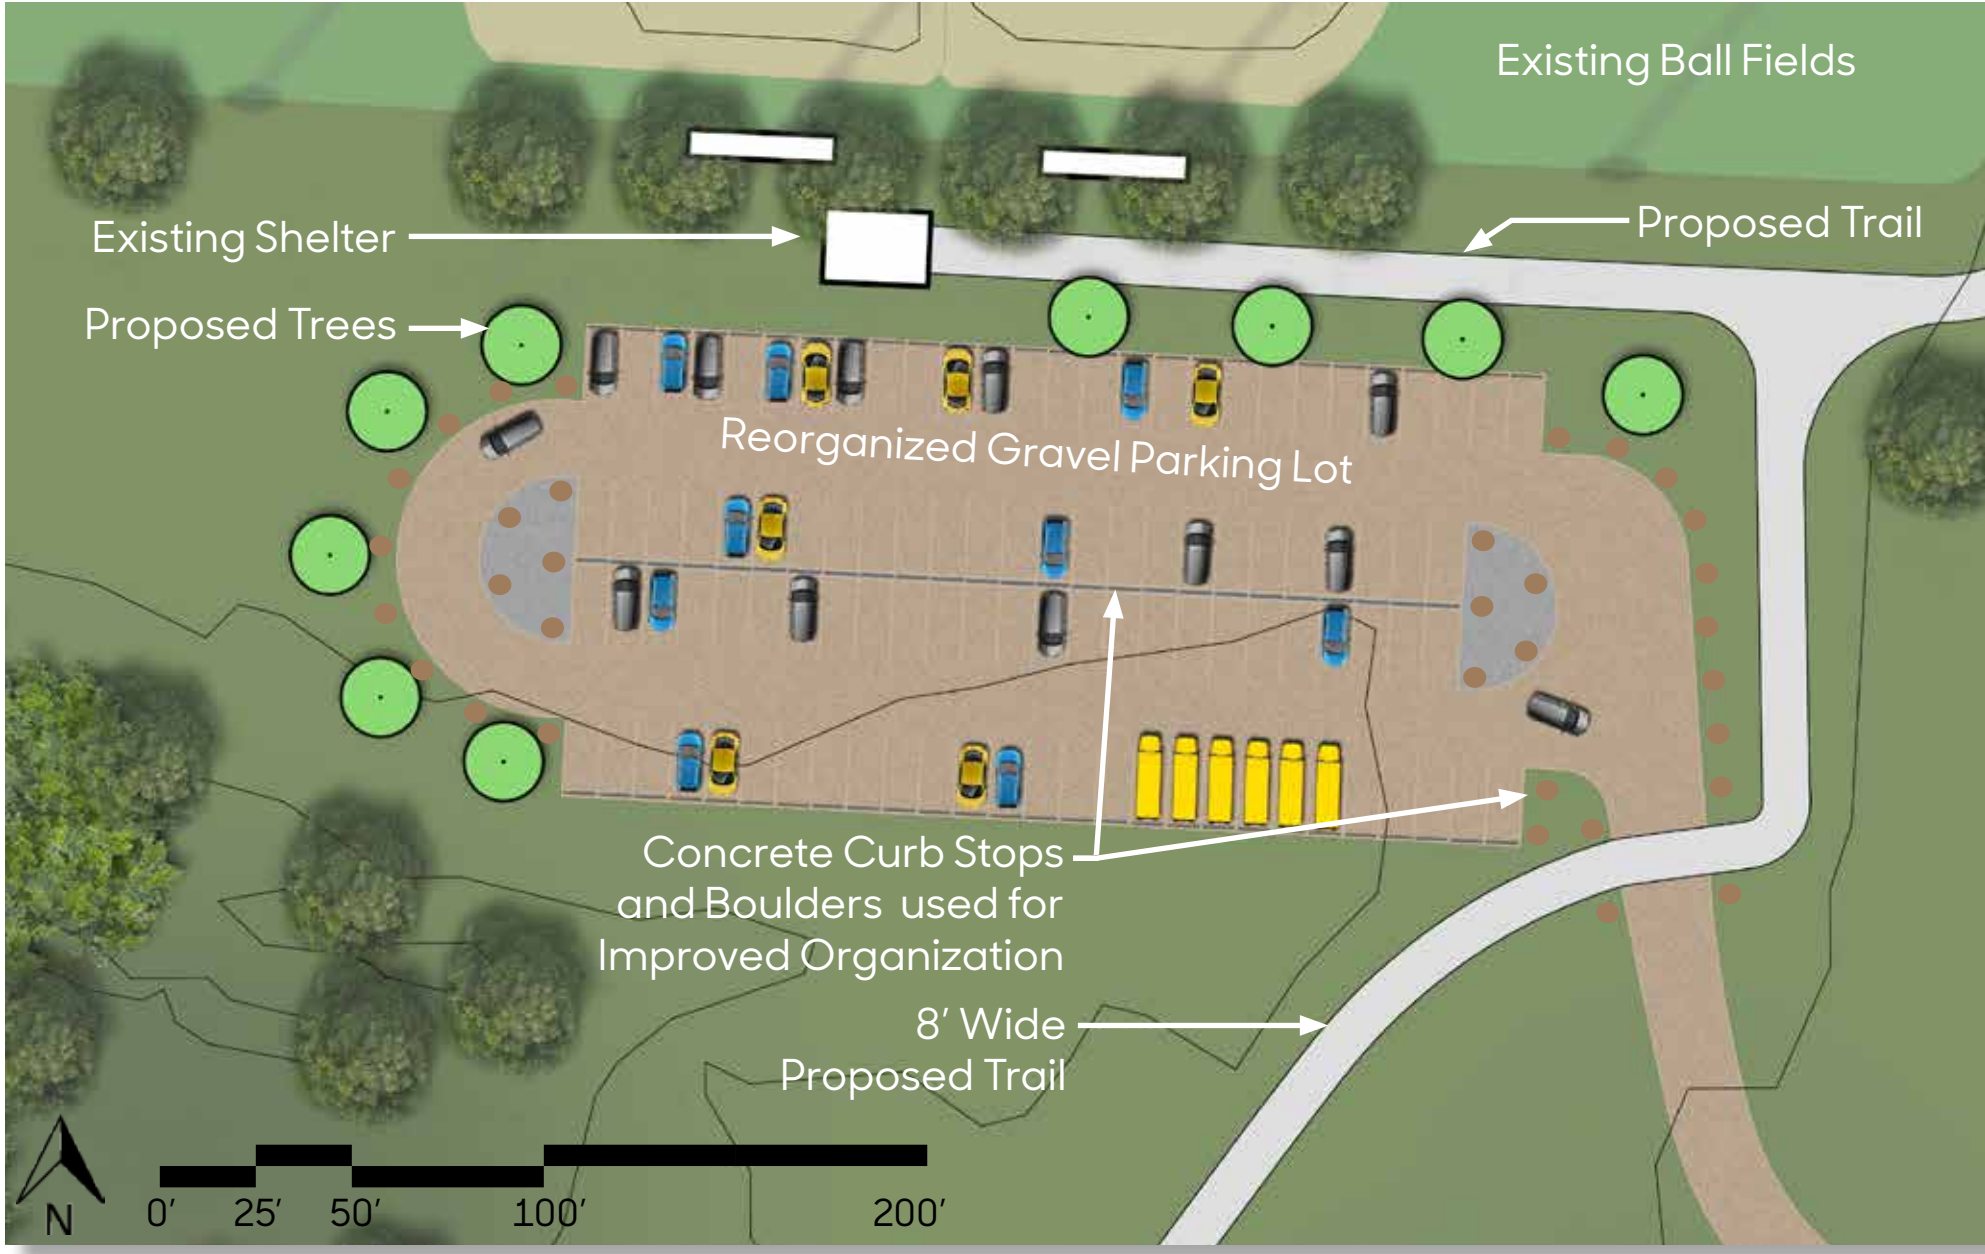 Existing Ball Fields
Existing Shelter
Proposed Trail
Proposed Trees
Reorganized Gravel Parking Lot
Concrete Curb Stops
and Boulders used for
Improved Organization
8' Wide
Proposed Trail
N
0' 25' 50' 100' 200'